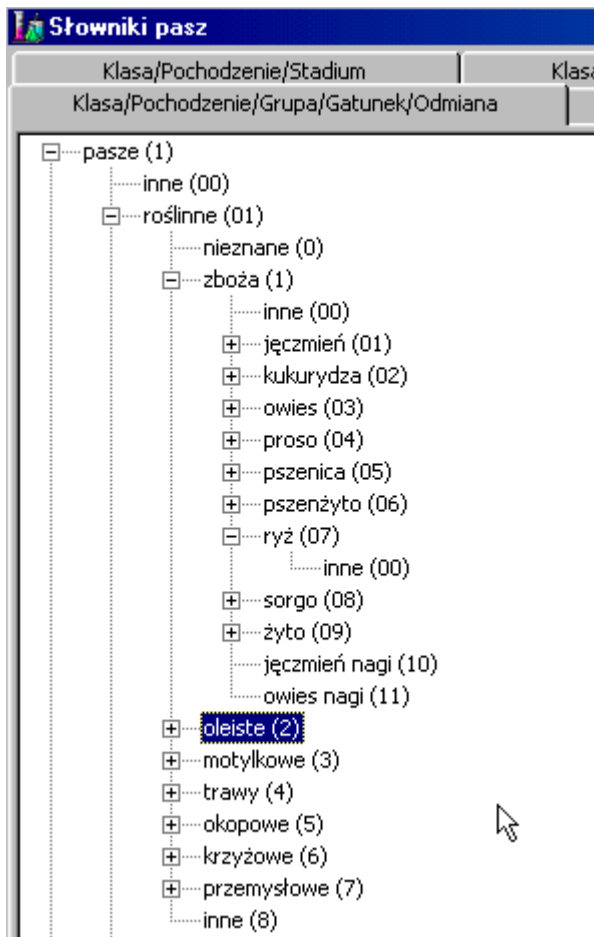 Słowniki pasz
Klasa/Pochodzenie/Stadium
Klasa/Pochodzenie/Grupa/Gatunek/Odmiana
pasze (1)
inne (00)
roślinne (01)
nieznane (0)
zboża (1)
inne (00)
jęczmień (01)
kukurydza (02)
owies (03)
proso (04)
pszenica (05)
pszenżyto (06)
ryż (07)
inne (00)
sorgo (08)
żyto (09)
jęczmień nagi (10)
owies nagi (11)
oleiste (2)
motylkowe (3)
trawy (4)
okopowe (5)
krzyżowe (6)
przemysłowe (7)
inne (8)